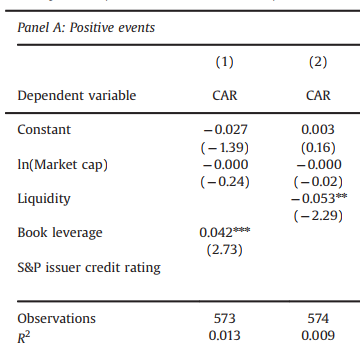 Panel A: Positive events
(1) (2)
Dependent variable CAR CAR
Constant −0.027 0.003
(−1.39) (0.16)
ln(Market cap) −0.000 −0.000
(−0.24) (−0.02)
Liquidity −0.053**
(−2.29)
Book leverage 0.042***
(2.73)
S&P issuer credit rating
Observations 573 574
R² 0.013 0.009